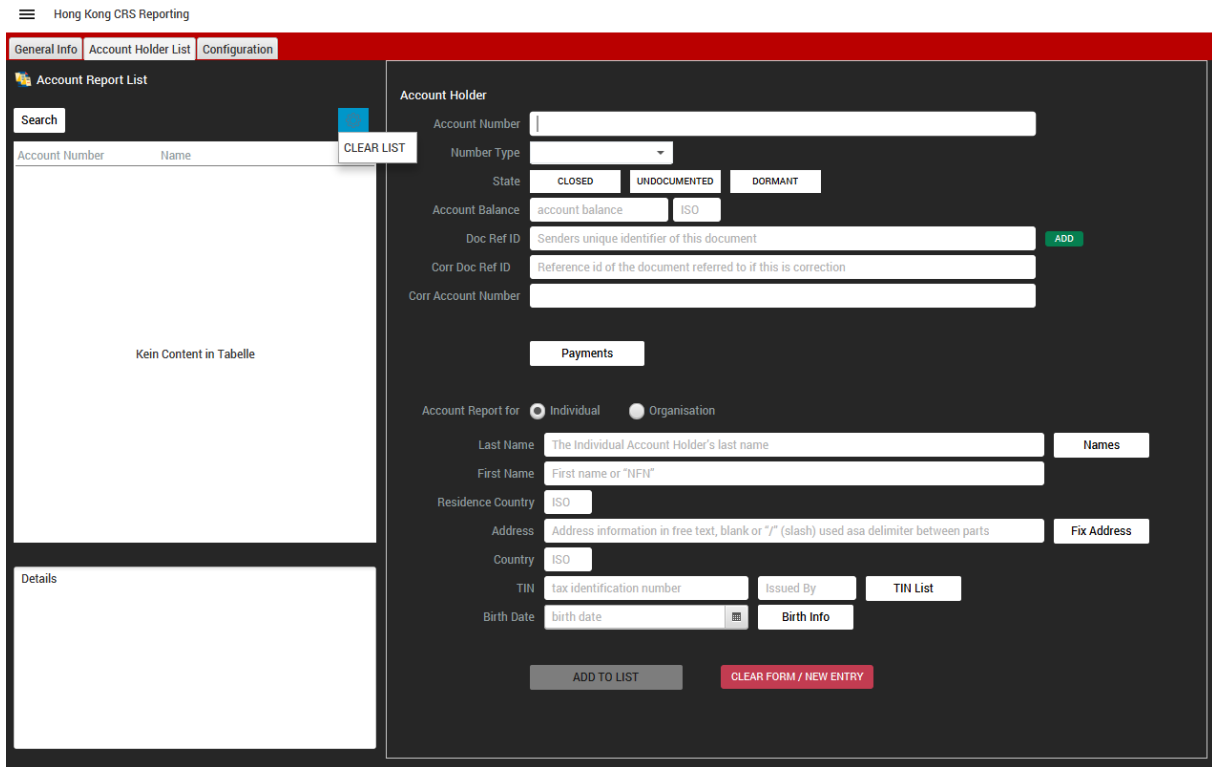 Hong Kong CRS Reporting
General Info Account Holder List Configuration
Account Report List
Search
CLEAR LIST
Account Number Name
Kein Content in Tabelle
Details
Account Holder
Account Number
Number Type
State CLOSED UNDOCUMENTED DORMANT
Account Balance account balance ISO
Doc Ref ID Senders unique identifier of this document ADD
Corr Doc Ref ID Reference id of the document referred to if this is correction
Corr Account Number
Payments
Account Report for Individual Organisation
Last Name The Individual Account Holder's last name Names
First Name First name or "NFN"
Residence Country ISO
Address Address information in free text, blank or "/" (slash) used asa delimiter between parts Fix Address
Country ISO
TIN tax identification number Issued By TIN List
Birth Date birth date Birth Info
ADD TO LIST CLEAR FORM / NEW ENTRY